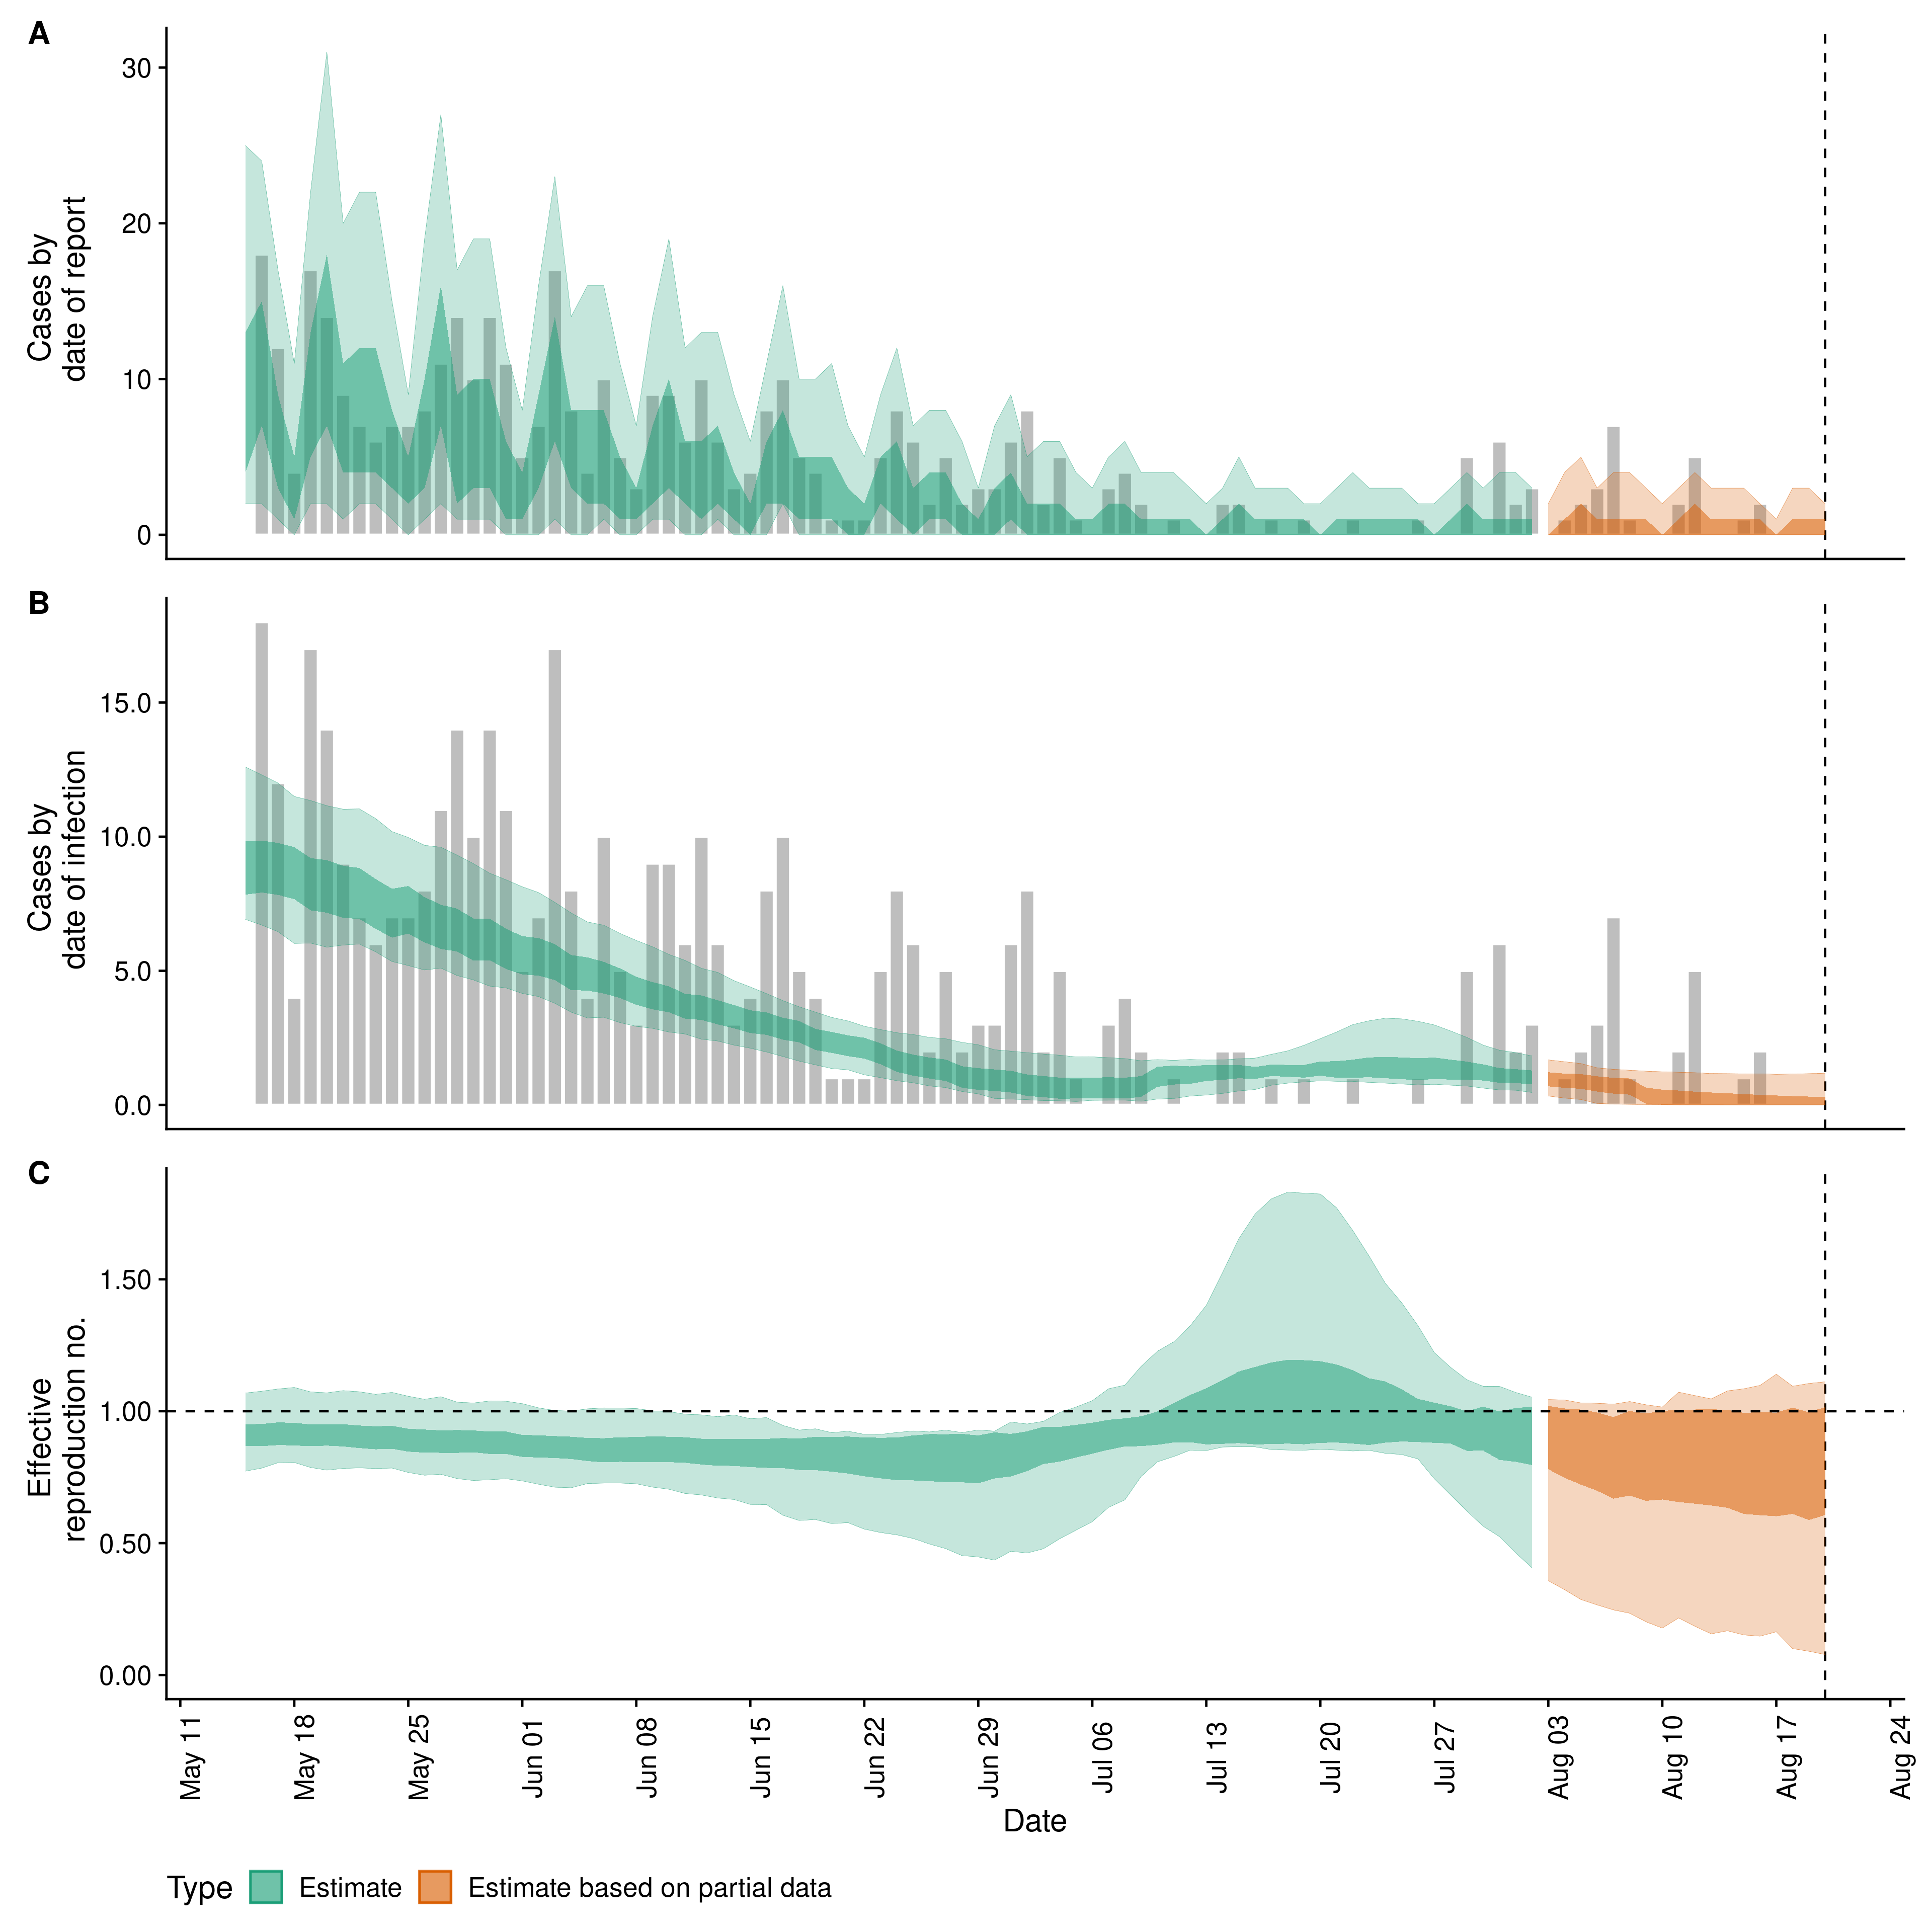 A
30
20
10
0
Cases by
date of report
B
15.0
10.0
5.0
0.0
Cases by
date of infection
C
1.50
1.00
0.50
0.00
Effective
reproduction no.
May 11
May 18
May 25
Jun 01
Jun 08
Jun 15
Jun 22
Jun 29
Jul 06
Jul 13
Jul 20
Jul 27
Aug 03
Aug 10
Aug 17
Aug 24
Date
Type Estimate Estimate based on partial data